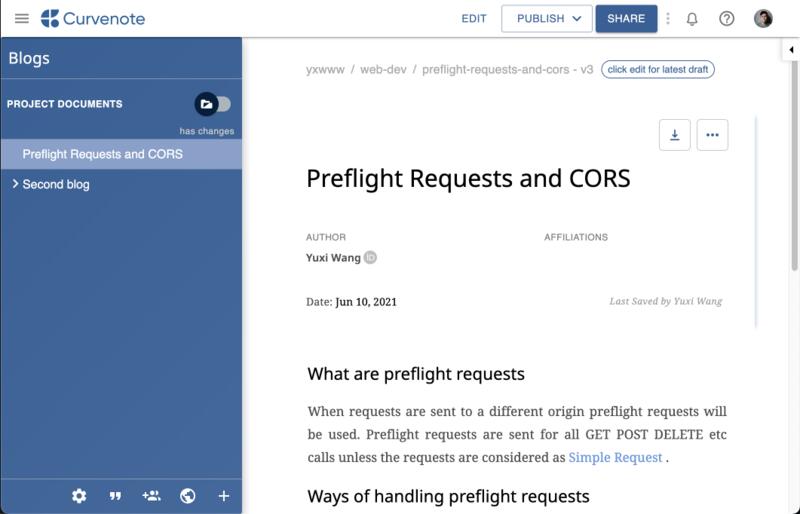 Curvenote
EDIT
PUBLISH
SHARE
Blogs
PROJECT DOCUMENTS
has changes
Preflight Requests and CORS
Second blog
yxwww / web-dev / preflight-requests-and-cors - v3
click edit for latest draft
Preflight Requests and CORS
AUTHOR
AFFILIATIONS
Yuxi Wang iD
Date: Jun 10, 2021
Last Saved by Yuxi Wang
What are preflight requests
When requests are sent to a different origin preflight requests will
be used. Preflight requests are sent for all GET POST DELETE etc
calls unless the requests are considered as Simple Request .
Ways of handling preflight requests